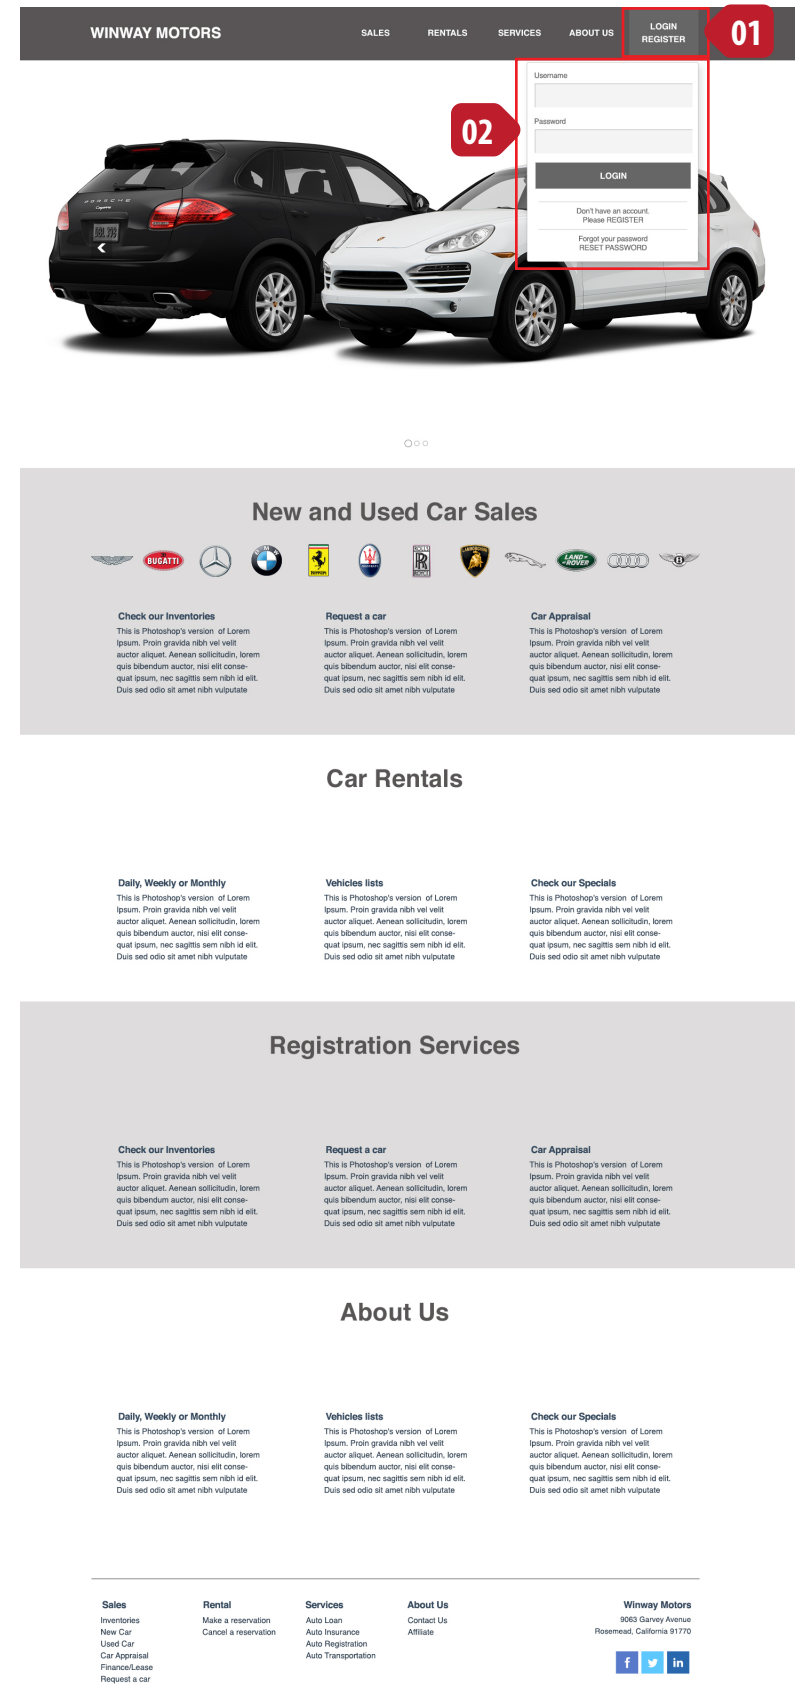 WINWAY MOTORS
SALES
RENTALS
SERVICES
ABOUT US
LOGIN
REGISTER
01
Username
02
Password
LOGIN
Don't have an account.
Please REGISTER
Forgot your password
RESET PASSWORD
PORSCHE
Cayenne
New and Used Car Sales
BUGATTI
BMW
Ferrari
MASERATI
ROLLS
RR
ROYCE
LAMBORGHINI
LAND-
ROVER
B
Check our Inventories
This is Photoshop's version of Lorem
Ipsum. Proin gravida nibh vel velit
auctor aliquet. Aenean sollicitudin, lorem
quis bibendum auctor, nisi elit conse-
quat ipsum, nec sagittis sem nibh id elit.
Duis sed odio sit amet nibh vulputate
Request a car
This is Photoshop's version of Lorem
Ipsum. Proin gravida nibh vel velit
auctor aliquet. Aenean sollicitudin, lorem
quis bibendum auctor, nisi elit conse-
quat ipsum, nec sagittis sem nibh id elit.
Duis sed odio sit amet nibh vulputate
Car Appraisal
This is Photoshop's version of Lorem
Ipsum. Proin gravida nibh vel velit
auctor aliquet. Aenean sollicitudin, lorem
quis bibendum auctor, nisi elit conse-
quat ipsum, nec sagittis sem nibh id elit.
Duis sed odio sit amet nibh vulputate
Car Rentals
Daily, Weekly or Monthly
This is Photoshop's version of Lorem
Ipsum. Proin gravida nibh vel velit
auctor aliquet. Aenean sollicitudin, lorem
quis bibendum auctor, nisi elit conse-
quat ipsum, nec sagittis sem nibh id elit.
Duis sed odio sit amet nibh vulputate
Vehicles lists
This is Photoshop's version of Lorem
Ipsum. Proin gravida nibh vel velit
auctor aliquet. Aenean sollicitudin, lorem
quis bibendum auctor, nisi elit conse-
quat ipsum, nec sagittis sem nibh id elit.
Duis sed odio sit amet nibh vulputate
Check our Specials
This is Photoshop's version of Lorem
Ipsum. Proin gravida nibh vel velit
auctor aliquet. Aenean sollicitudin, lorem
quis bibendum auctor, nisi elit conse-
quat ipsum, nec sagittis sem nibh id elit.
Duis sed odio sit amet nibh vulputate
Registration Services
Check our Inventories
This is Photoshop's version of Lorem
Ipsum. Proin gravida nibh vel velit
auctor aliquet. Aenean sollicitudin, lorem
quis bibendum auctor, nisi elit conse-
quat ipsum, nec sagittis sem nibh id elit.
Duis sed odio sit amet nibh vulputate
Request a car
This is Photoshop's version of Lorem
Ipsum. Proin gravida nibh vel velit
auctor aliquet. Aenean sollicitudin, lorem
quis bibendum auctor, nisi elit conse-
quat ipsum, nec sagittis sem nibh id elit.
Duis sed odio sit amet nibh vulputate
Car Appraisal
This is Photoshop's version of Lorem
Ipsum. Proin gravida nibh vel velit
auctor aliquet. Aenean sollicitudin, lorem
quis bibendum auctor, nisi elit conse-
quat ipsum, nec sagittis sem nibh id elit.
Duis sed odio sit amet nibh vulputate
About Us
Daily, Weekly or Monthly
This is Photoshop's version of Lorem
Ipsum. Proin gravida nibh vel velit
auctor aliquet. Aenean sollicitudin, lorem
quis bibendum auctor, nisi elit conse-
quat ipsum, nec sagittis sem nibh id elit.
Duis sed odio sit amet nibh vulputate
Vehicles lists
This is Photoshop's version of Lorem
Ipsum. Proin gravida nibh vel velit
auctor aliquet. Aenean sollicitudin, lorem
quis bibendum auctor, nisi elit conse-
quat ipsum, nec sagittis sem nibh id elit.
Duis sed odio sit amet nibh vulputate
Check our Specials
This is Photoshop's version of Lorem
Ipsum. Proin gravida nibh vel velit
auctor aliquet. Aenean sollicitudin, lorem
quis bibendum auctor, nisi elit conse-
quat ipsum, nec sagittis sem nibh id elit.
Duis sed odio sit amet nibh vulputate
Sales
Inventories
New Car
Used Car
Car Appraisal
Finance/Lease
Request a car
Rental
Make a reservation
Cancel a reservation
Services
Auto Loan
Auto Insurance
Auto Registration
Auto Transportation
About Us
Contact Us
Affiliate
Winway Motors
9063 Garvey Avenue
Rosemead, California 91770
f
in